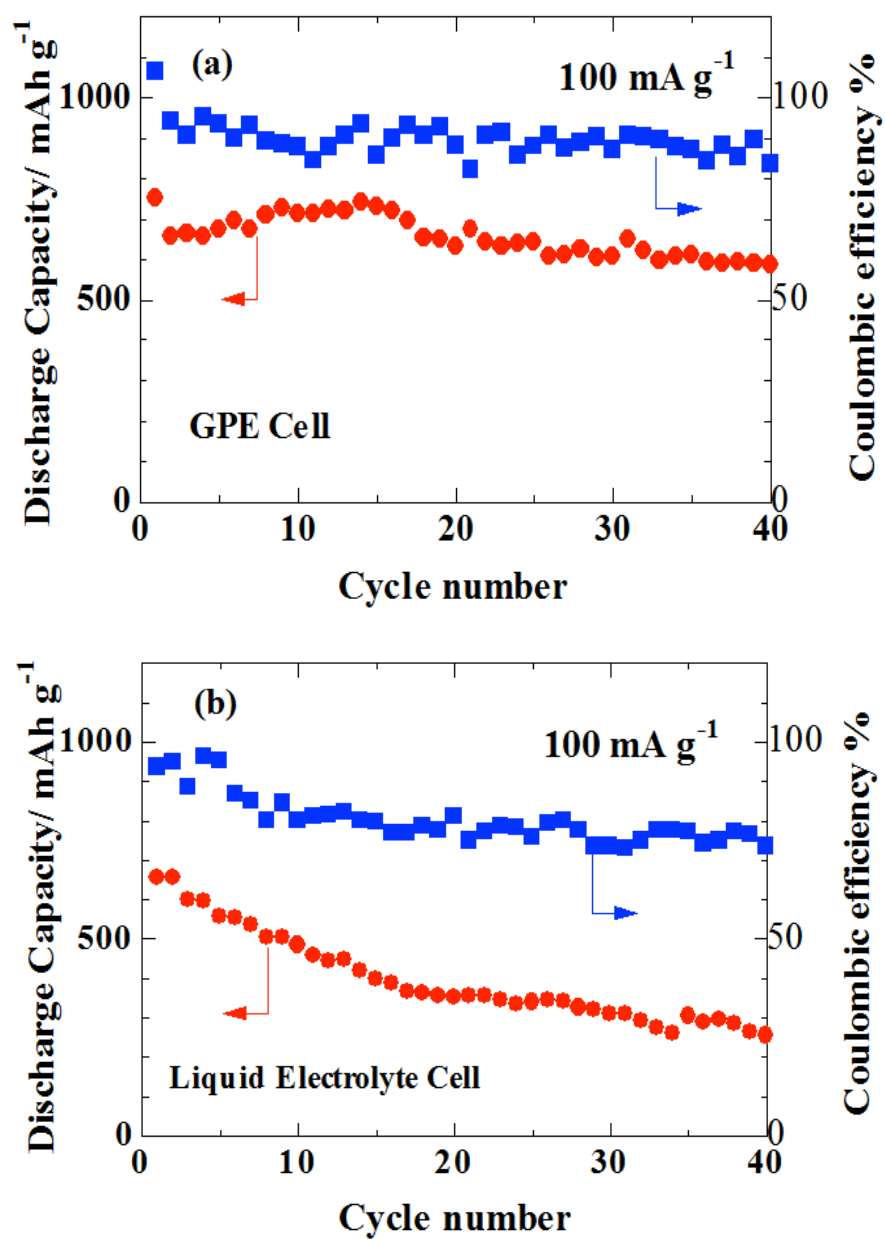 (a)
100 mA g⁻¹
Discharge Capacity/ mAh g⁻¹
1000
500
0
GPE Cell
100
50
0
Coulombic efficiency %
0 10 20 30 40
Cycle number
(b)
100 mA g⁻¹
Discharge Capacity/ mAh g⁻¹
1000
500
0
Liquid Electrolyte Cell
100
50
0
Coulombic efficiency %
0 10 20 30 40
Cycle number